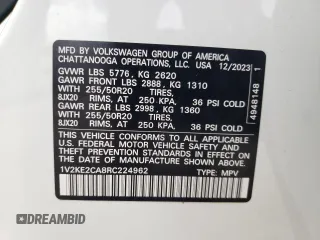 MFD. BY VOLKSWAGEN GROUP OF AMERICA
CHATTANOOGA OPERATIONS, LLC. USA 12/2023
GVWR LBS 5776, KG 2620
GAWR FRONT LBS 2888, KG 1310
WITH 255/50R20 TIRES,
8JX20 RIMS, AT 250 KPA, 36 PSI COLD
GAWR REAR LBS 2998, KG 1360
WITH 255/50R20 TIRES,
8JX20 RIMS, AT 250 KPA, 36 PSI COLD
THIS VEHICLE CONFORMS TO ALL APPLICABLE
U.S. FEDERAL MOTOR VEHICLE SAFETY AND
THEFT PREVENTION STANDARDS IN EFFECT ON
THE DATE OF MANUFACTURE SHOWN ABOVE.
1V2KE2CA8RC224962 TYPE: MPV
4948148 1
DEALERSHIP
.COM